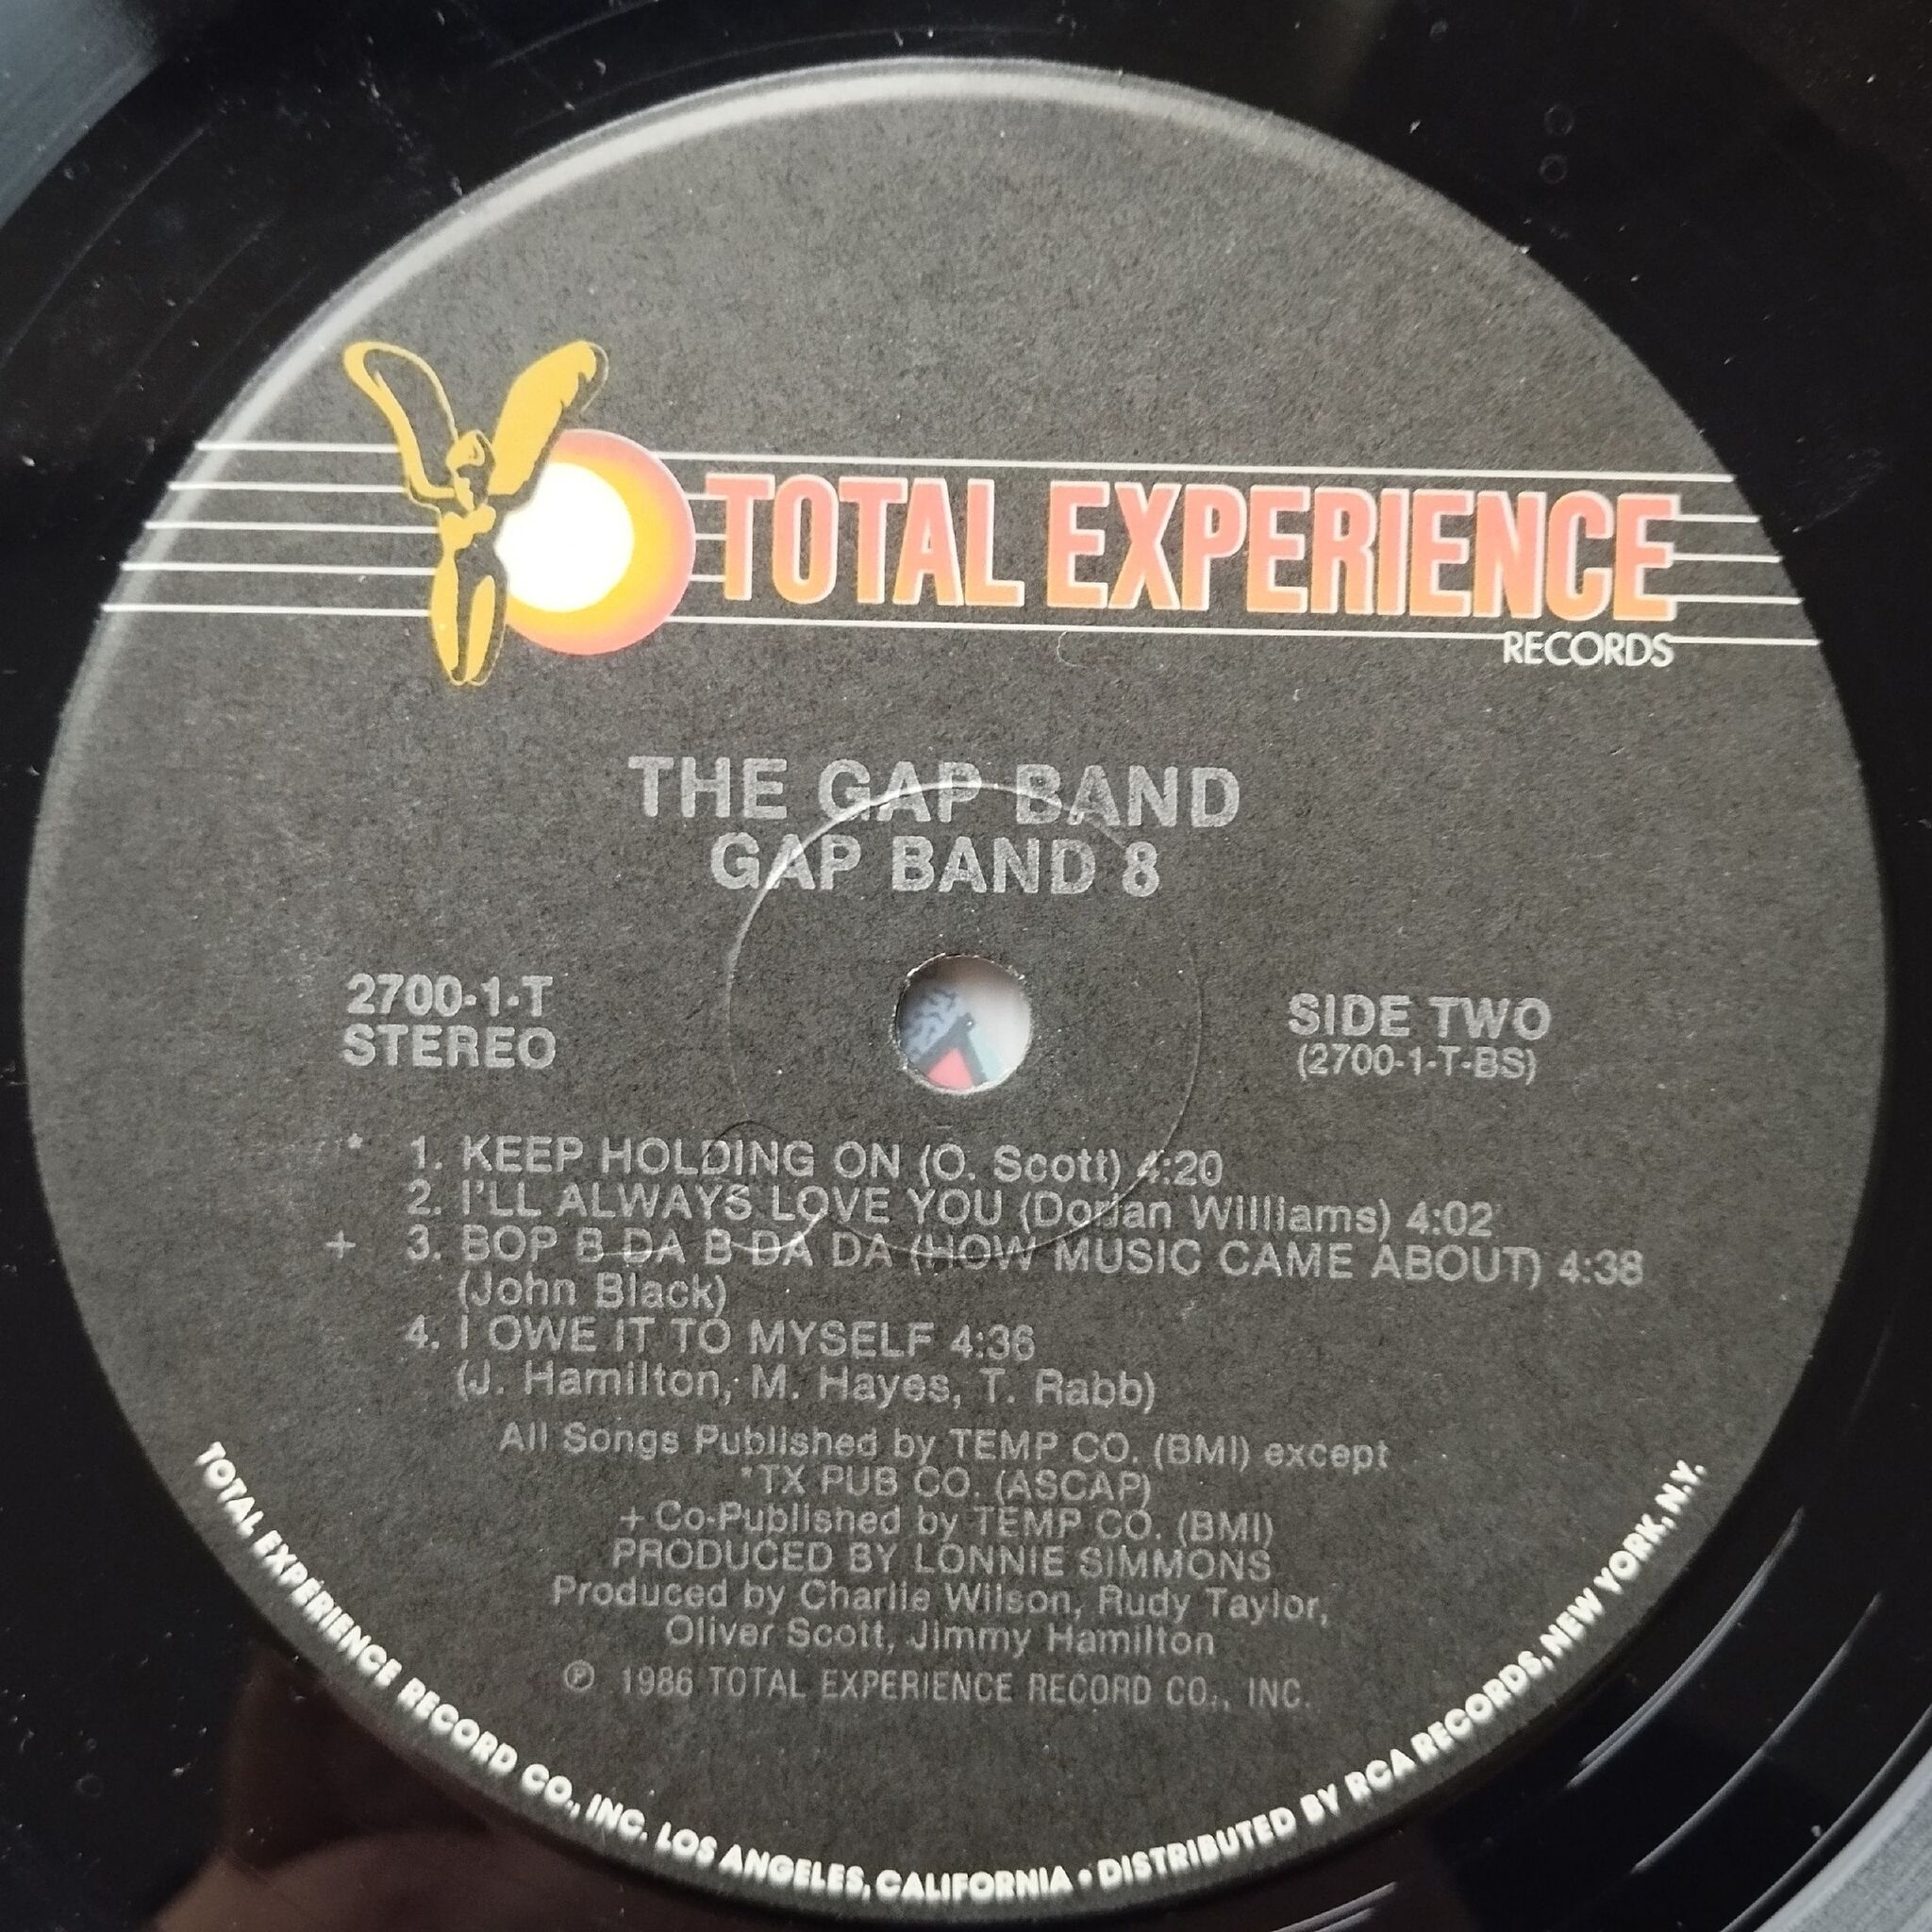 TOTAL EXPERIENCE
RECORDS
THE GAP BAND
GAP BAND 8
2700-1-T
STEREO
SIDE TWO
(2700-1-T-BS)
* 1. KEEP HOLDING ON (O. Scott) 4:20
2. I'LL ALWAYS LOVE YOU (Dorian Williams) 4:02
+ 3. BOP B DA B DA DA (HOW MUSIC CAME ABOUT) 4:38
(John Black)
4. I OWE IT TO MYSELF 4:36
(J. Hamilton, M. Hayes, T. Rabb)
All Songs Published by TEMP CO. (BMI) except
*TX PUB CO. (ASCAP)
+ Co-Published by TEMP CO. (BMI)
PRODUCED BY LONNIE SIMMONS
Produced by Charlie Wilson, Rudy Taylor,
Oliver Scott, Jimmy Hamilton
℗ 1986 TOTAL EXPERIENCE RECORD CO., INC.
TOTAL EXPERIENCE RECORD CO., INC. LOS ANGELES, CALIFORNIA • DISTRIBUTED BY RCA RECORDS, NEW YORK, N.Y.